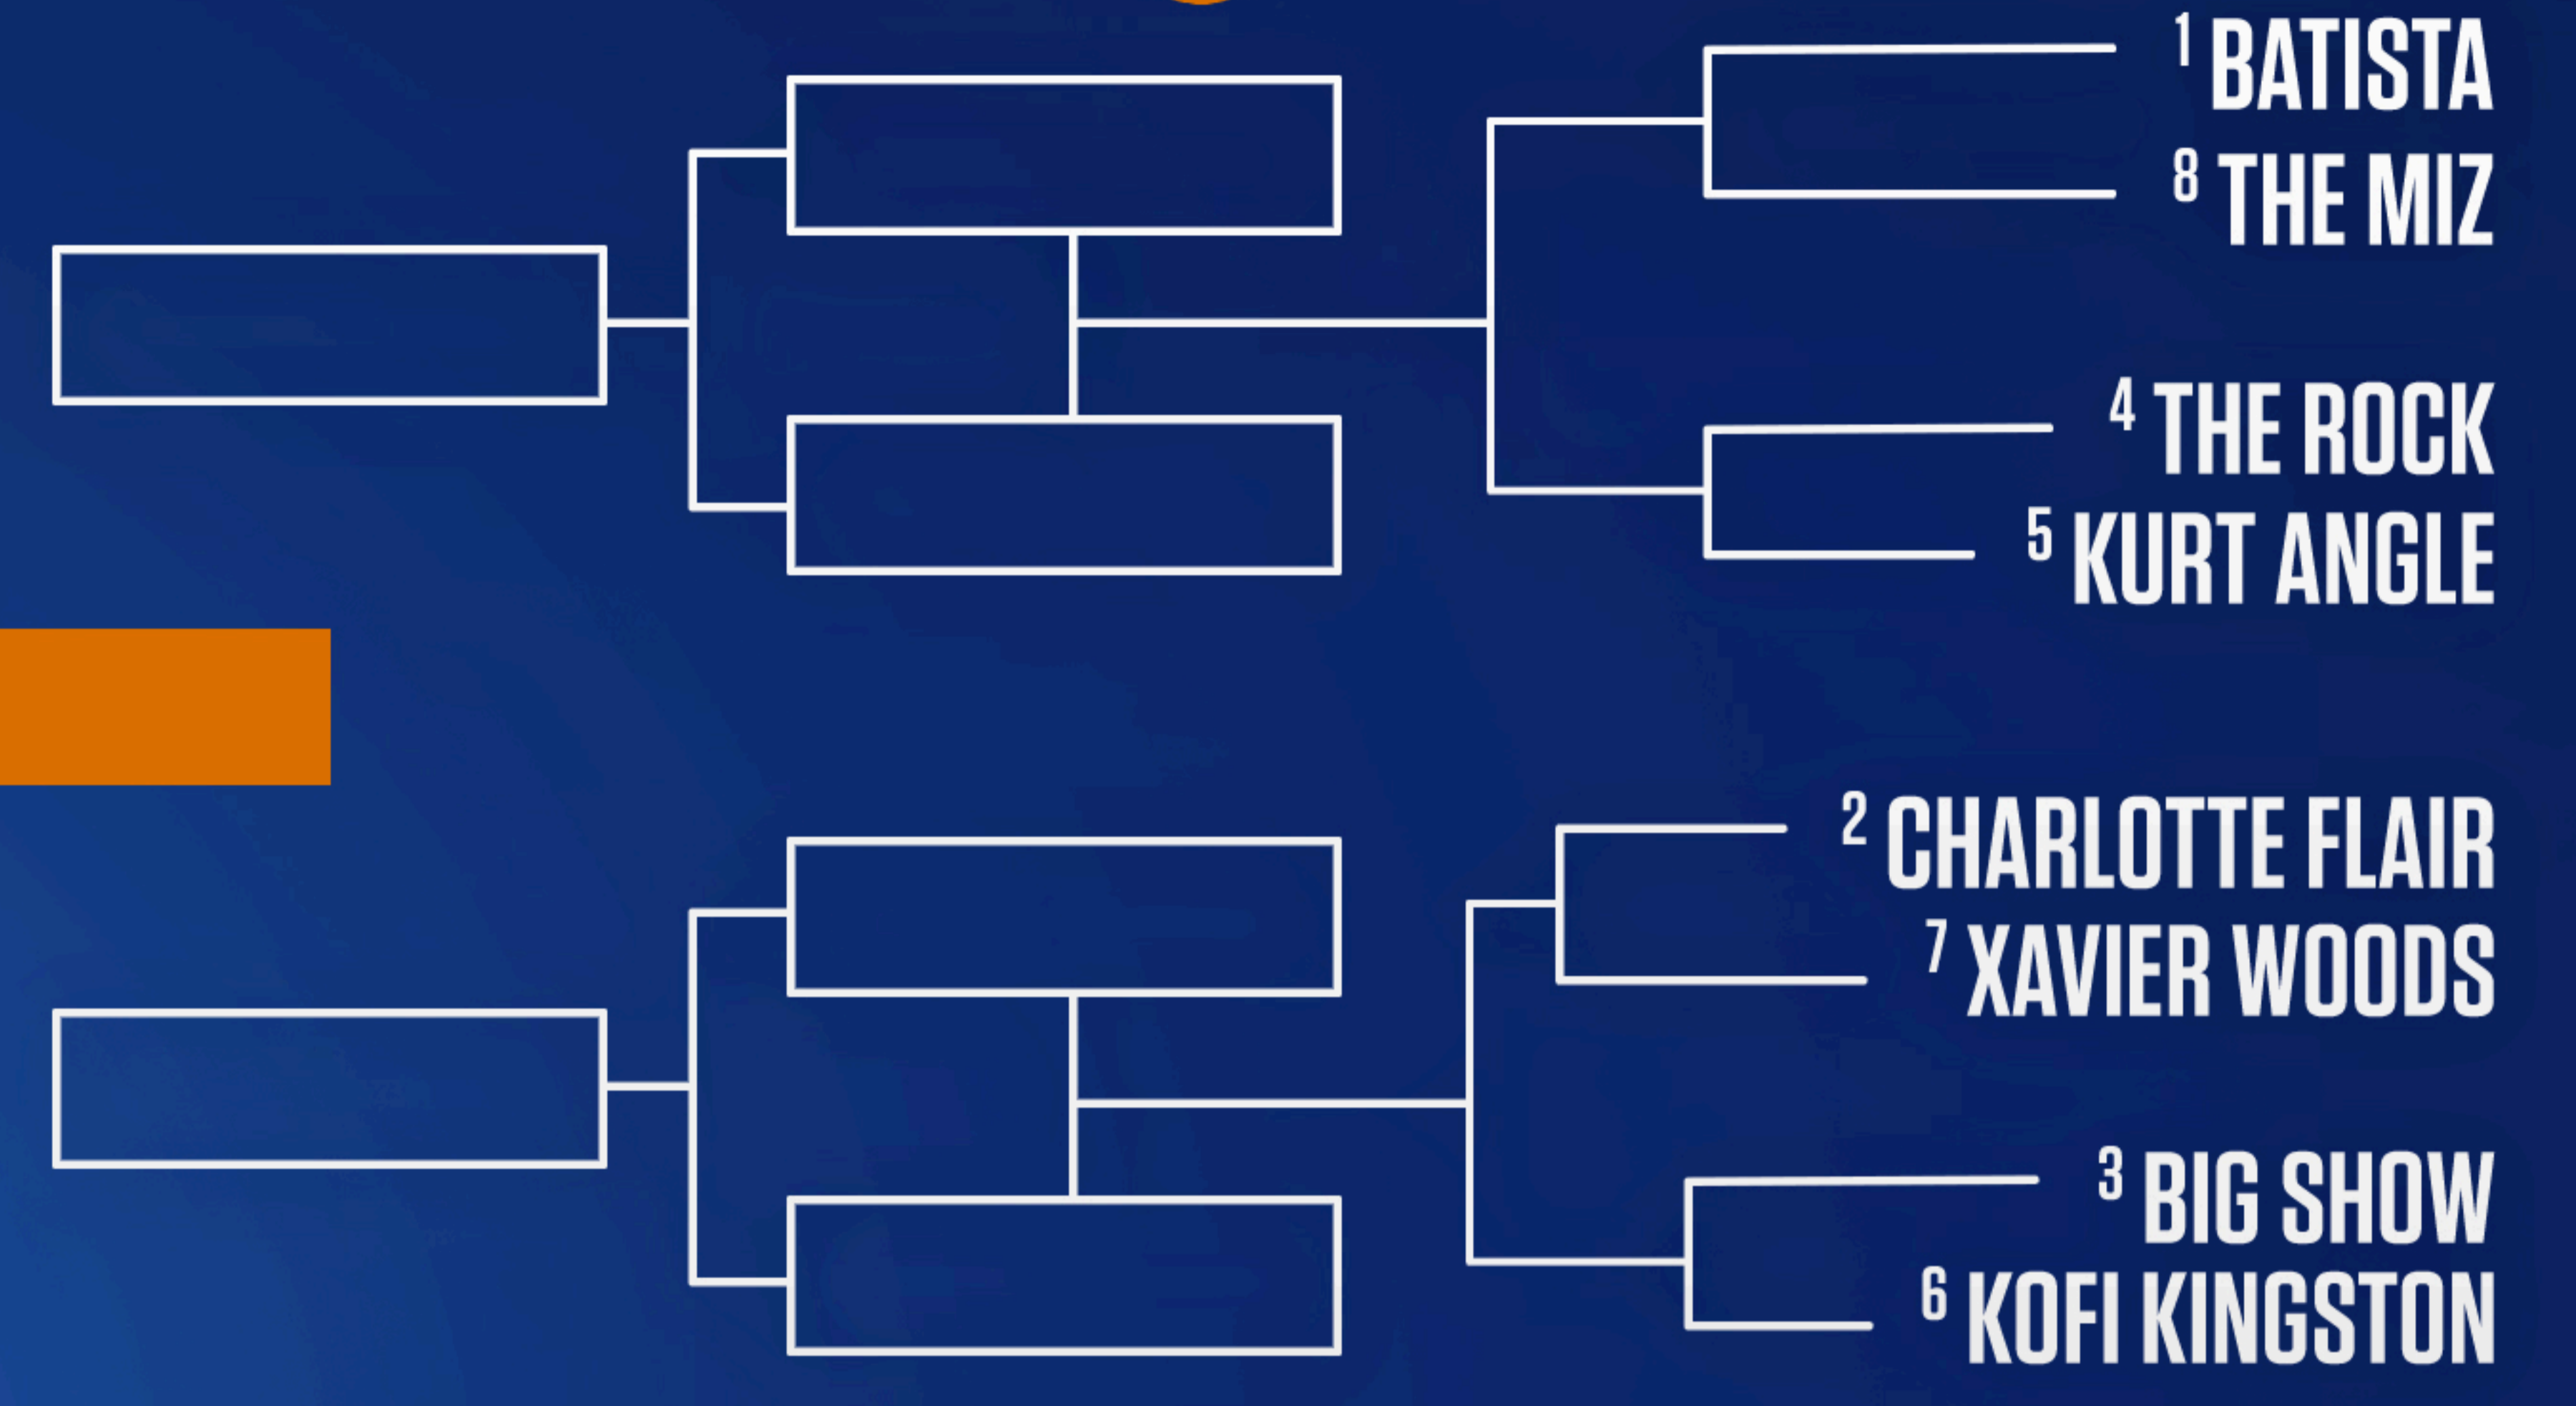 1 BATISTA
8 THE MIZ
4 THE ROCK
5 KURT ANGLE
2 CHARLOTTE FLAIR
7 XAVIER WOODS
3 BIG SHOW
6 KOFI KINGSTON